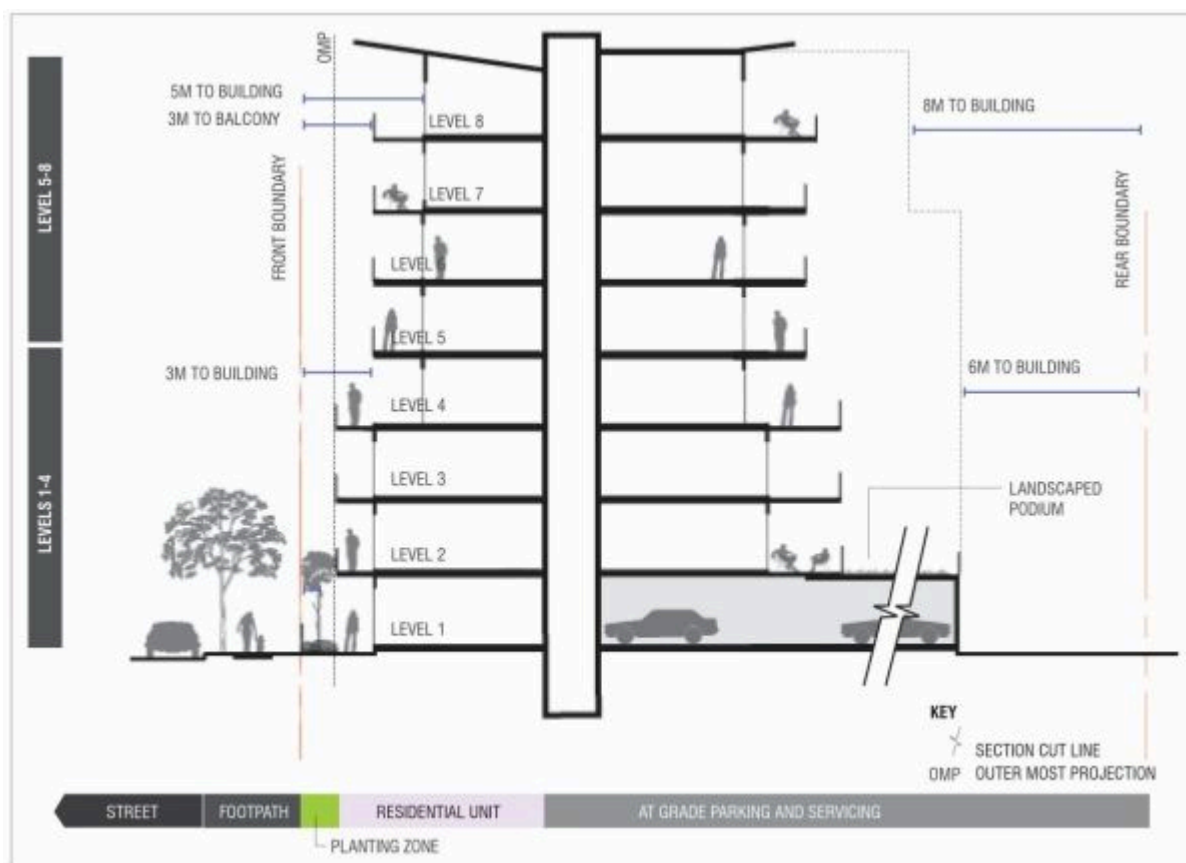 OMP
5M TO BUILDING
3M TO BALCONY
LEVEL 8
8M TO BUILDING
LEVEL 5-8
FRONT BOUNDARY
LEVEL 7
REAR BOUNDARY
LEVEL 6
LEVEL 5
3M TO BUILDING
6M TO BUILDING
LEVELS 1-4
LEVEL 4
LEVEL 3
LANDSCAPED
PODIUM
LEVEL 2
LEVEL 1
KEY
SECTION CUT LINE
OMP OUTER MOST PROJECTION
STREET
FOOTPATH
RESIDENTIAL UNIT
AT GRADE PARKING AND SERVICING
PLANTING ZONE